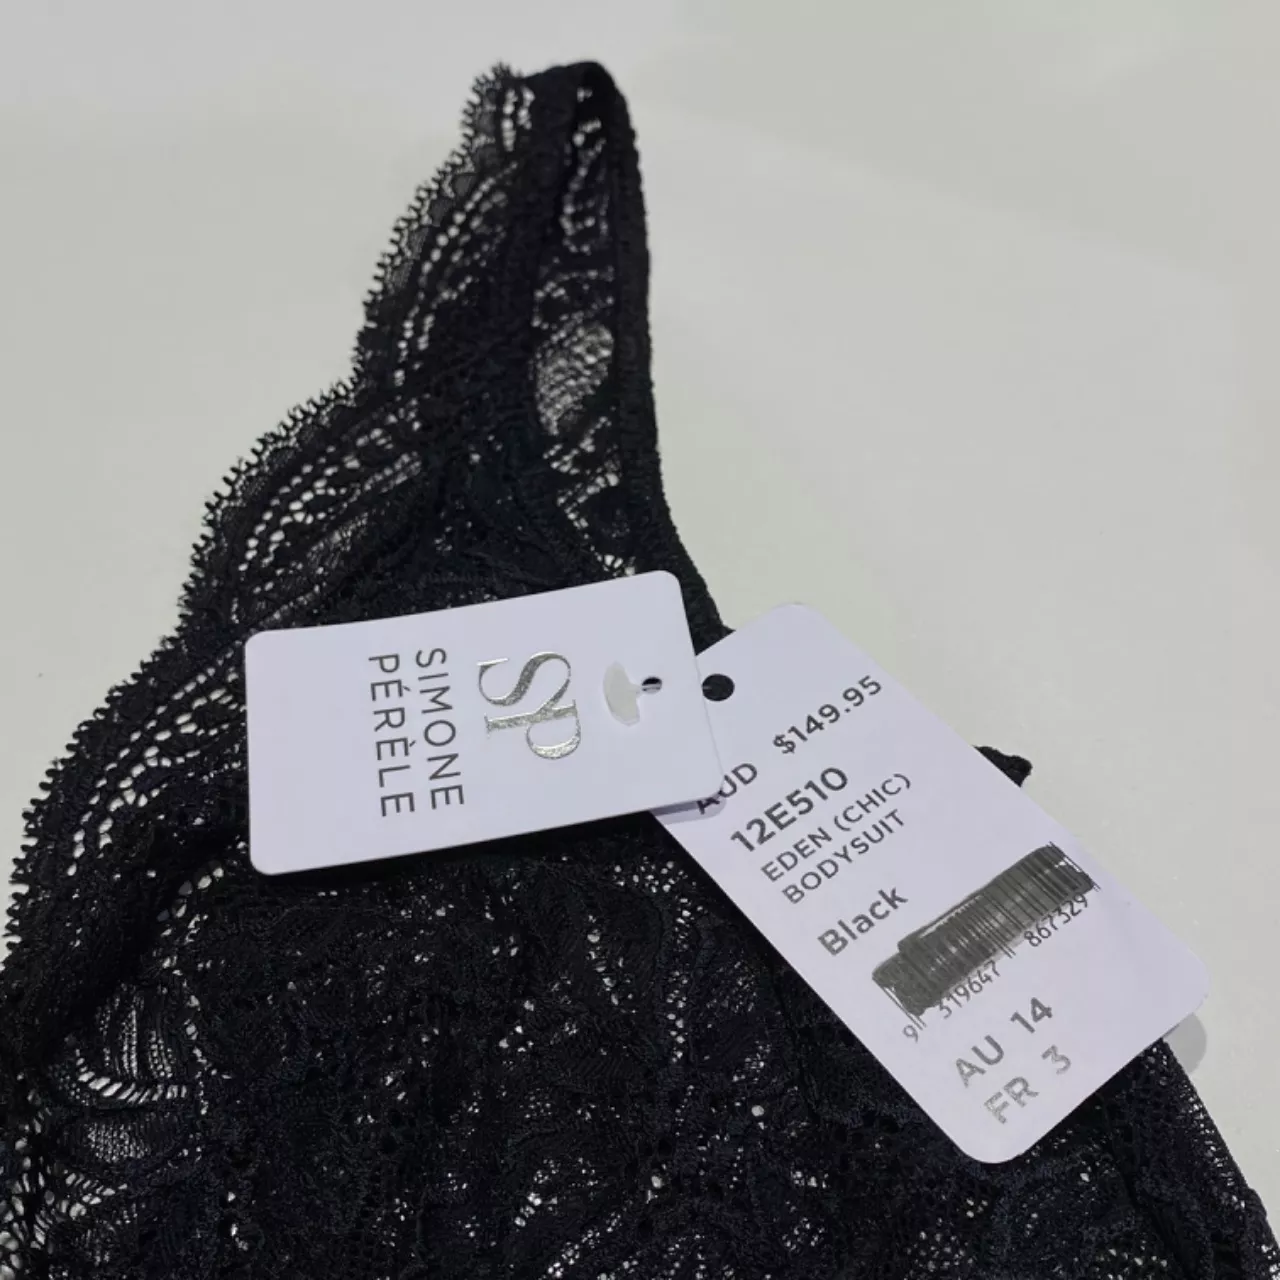 SP
SIMONE
PÉRÈLE
AUD $149.95
12E510
EDEN (CHIC)
BODYSUIT
Black
9 319647 867329
AU 14
FR 3